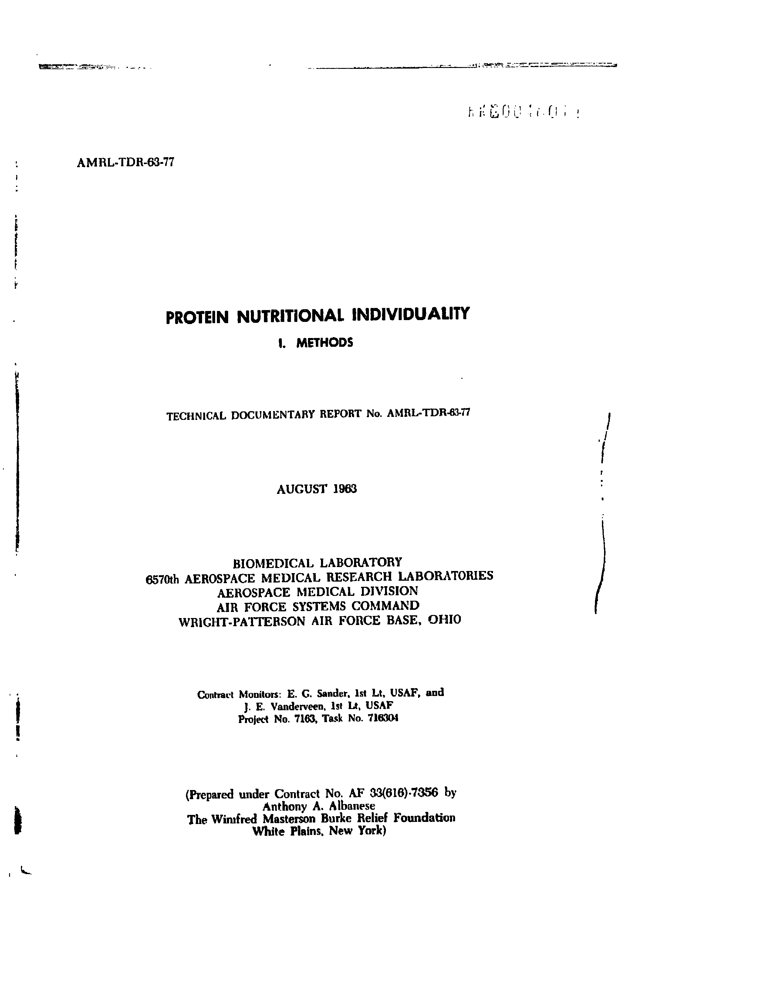 AMRL-TDR-63-77
PROTEIN NUTRITIONAL INDIVIDUALITY
I. METHODS
TECHNICAL DOCUMENTARY REPORT No. AMRL-TDR-63-77
AUGUST 1963
BIOMEDICAL LABORATORY
6570th AEROSPACE MEDICAL RESEARCH LABORATORIES
AEROSPACE MEDICAL DIVISION
AIR FORCE SYSTEMS COMMAND
WRIGHT-PATTERSON AIR FORCE BASE, OHIO
Contract Monitors: E. G. Sander, 1st Lt, USAF, and
J. E. Vanderveen, 1st Lt, USAF
Project No. 7163, Task No. 716304
(Prepared under Contract No. AF 33(616)-7356 by
Anthony A. Albanese
The Winifred Masterson Burke Relief Foundation
White Plains, New York)